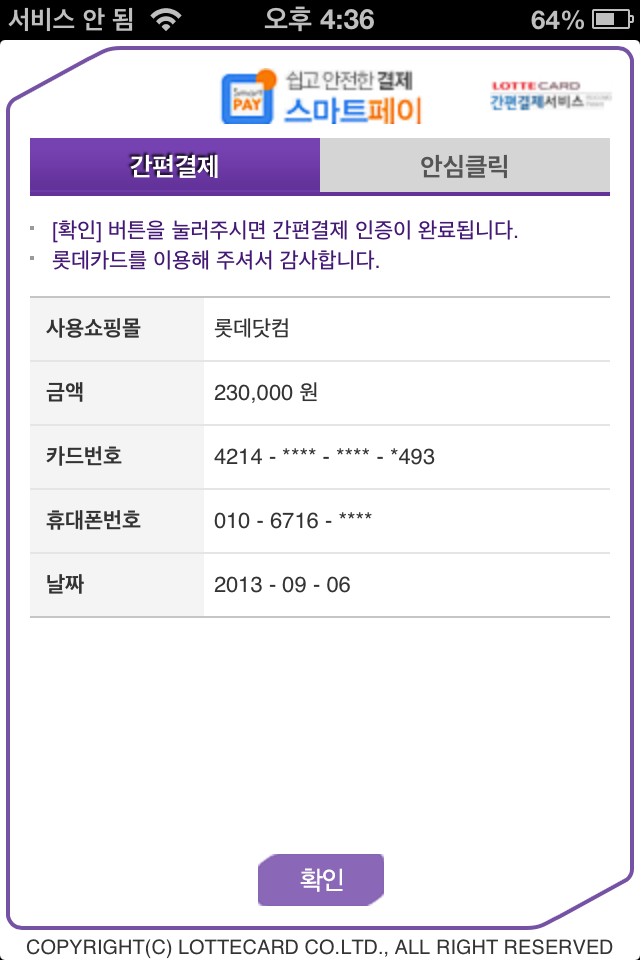 서비스 안 됨 오후 4:36 64%
Smart PAY
쉽고 안전한 결제
스마트페이
LOTTECARD
간편결제서비스
간편결제 안심클릭
[확인] 버튼을 눌러주시면 간편결제 인증이 완료됩니다.
롯데카드를 이용해 주셔서 감사합니다.
사용쇼핑몰 롯데닷컴
금액 230,000 원
카드번호 4214 - **** - **** - *493
휴대폰번호 010 - 6716 - ****
날짜 2013 - 09 - 06
확인
COPYRIGHT(C) LOTTECARD CO.LTD., ALL RIGHT RESERVED